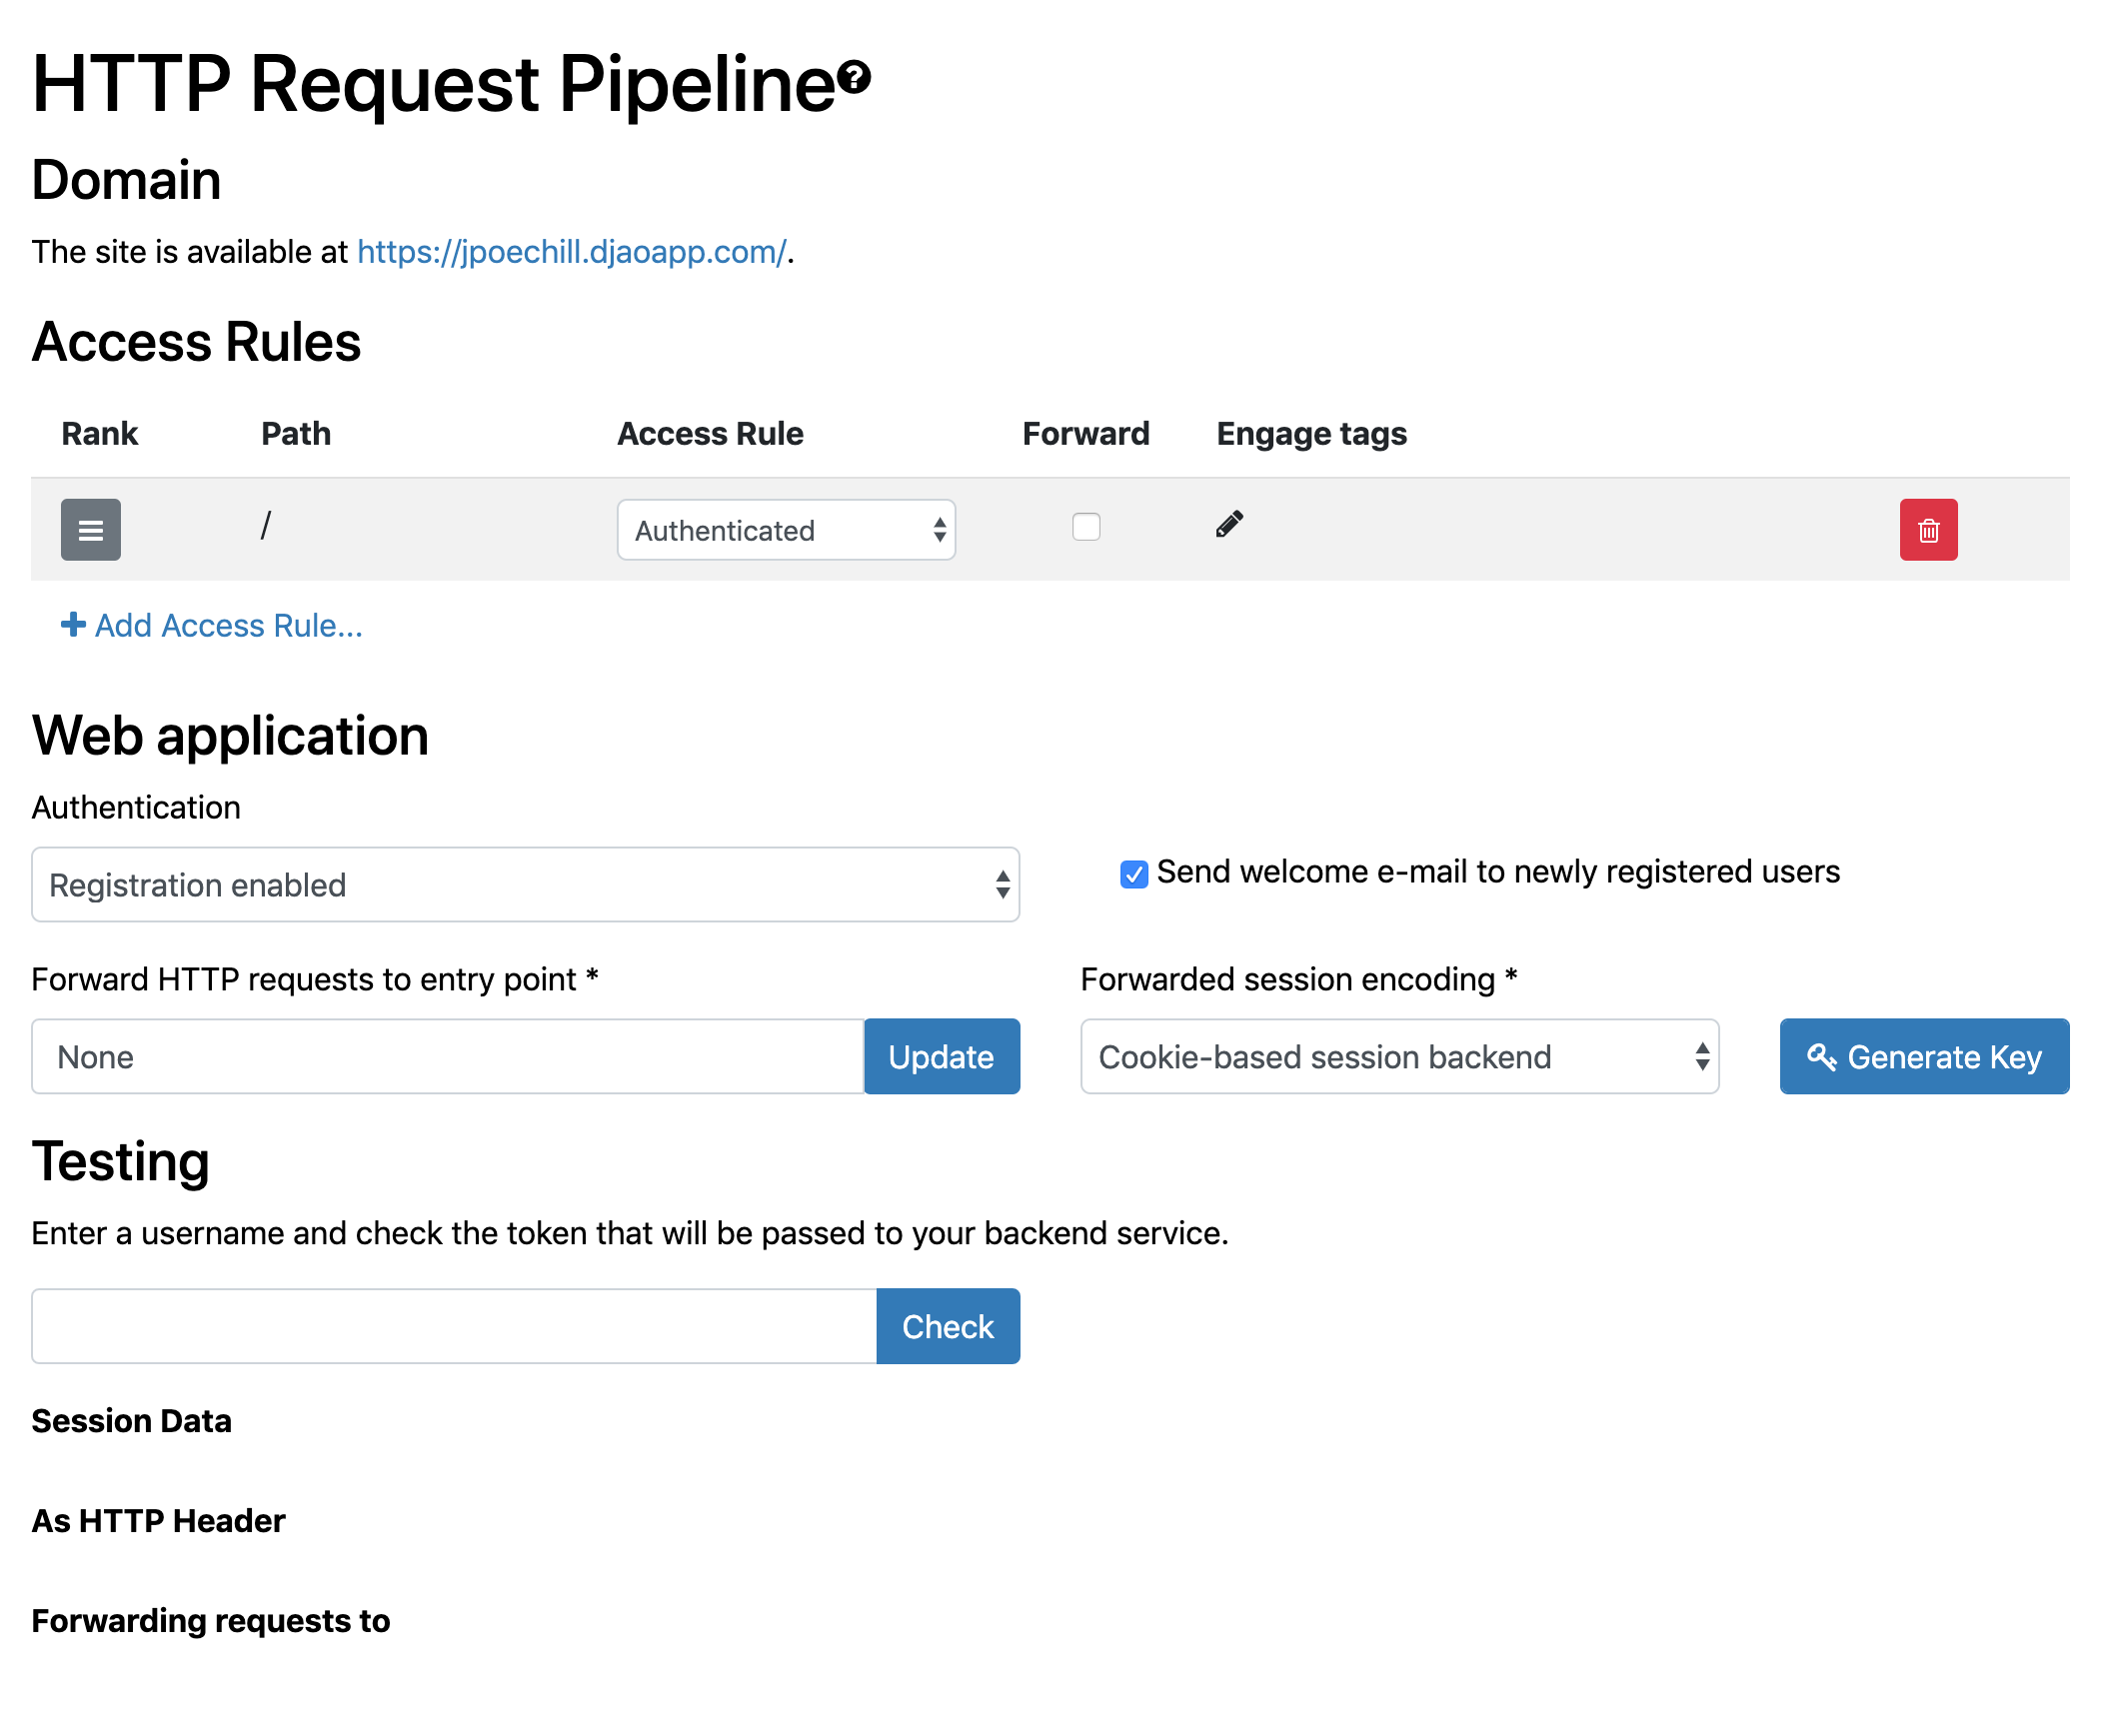 HTTP Request Pipeline
Domain
The site is available at https://jpoechill.djaoapp.com/.
Access Rules
Rank Path Access Rule Forward Engage tags
/ Authenticated
Add Access Rule...
Web application
Authentication
Registration enabled
Send welcome e-mail to newly registered users
Forward HTTP requests to entry point *
Forwarded session encoding *
None Update
Cookie-based session backend
Generate Key
Testing
Enter a username and check the token that will be passed to your backend service.
Check
Session Data
As HTTP Header
Forwarding requests to